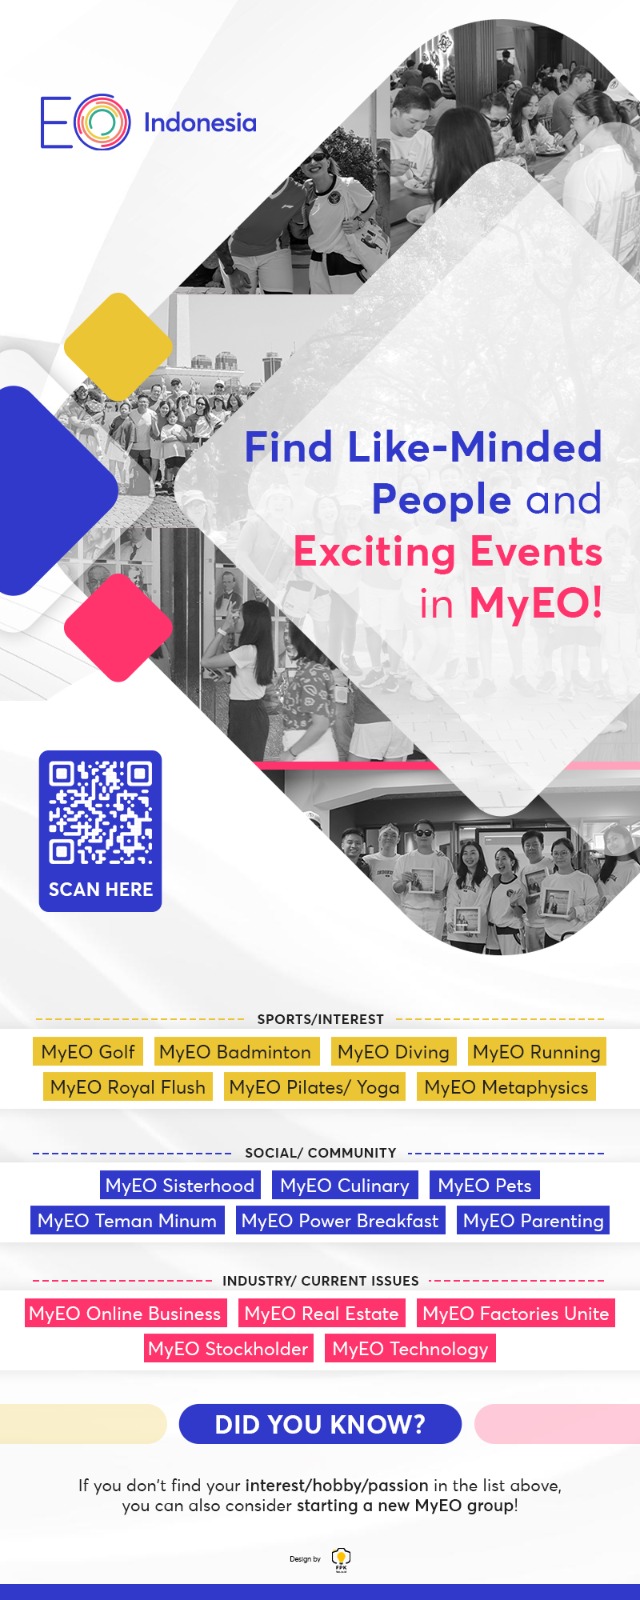 EO Indonesia
Find Like-Minded
People and
Exciting Events
in MyEO!
SCAN HERE
SPORTS/INTEREST
MyEO Golf MyEO Badminton MyEO Diving MyEO Running
MyEO Royal Flush MyEO Pilates/ Yoga MyEO Metaphysics
SOCIAL/ COMMUNITY
MyEO Sisterhood MyEO Culinary MyEO Pets
MyEO Teman Minum MyEO Power Breakfast MyEO Parenting
INDUSTRY/ CURRENT ISSUES
MyEO Online Business MyEO Real Estate MyEO Factories Unite
MyEO Stockholder MyEO Technology
DID YOU KNOW?
If you don't find your interest/hobby/passion in the list above,
you can also consider starting a new MyEO group!
Design by
FPK